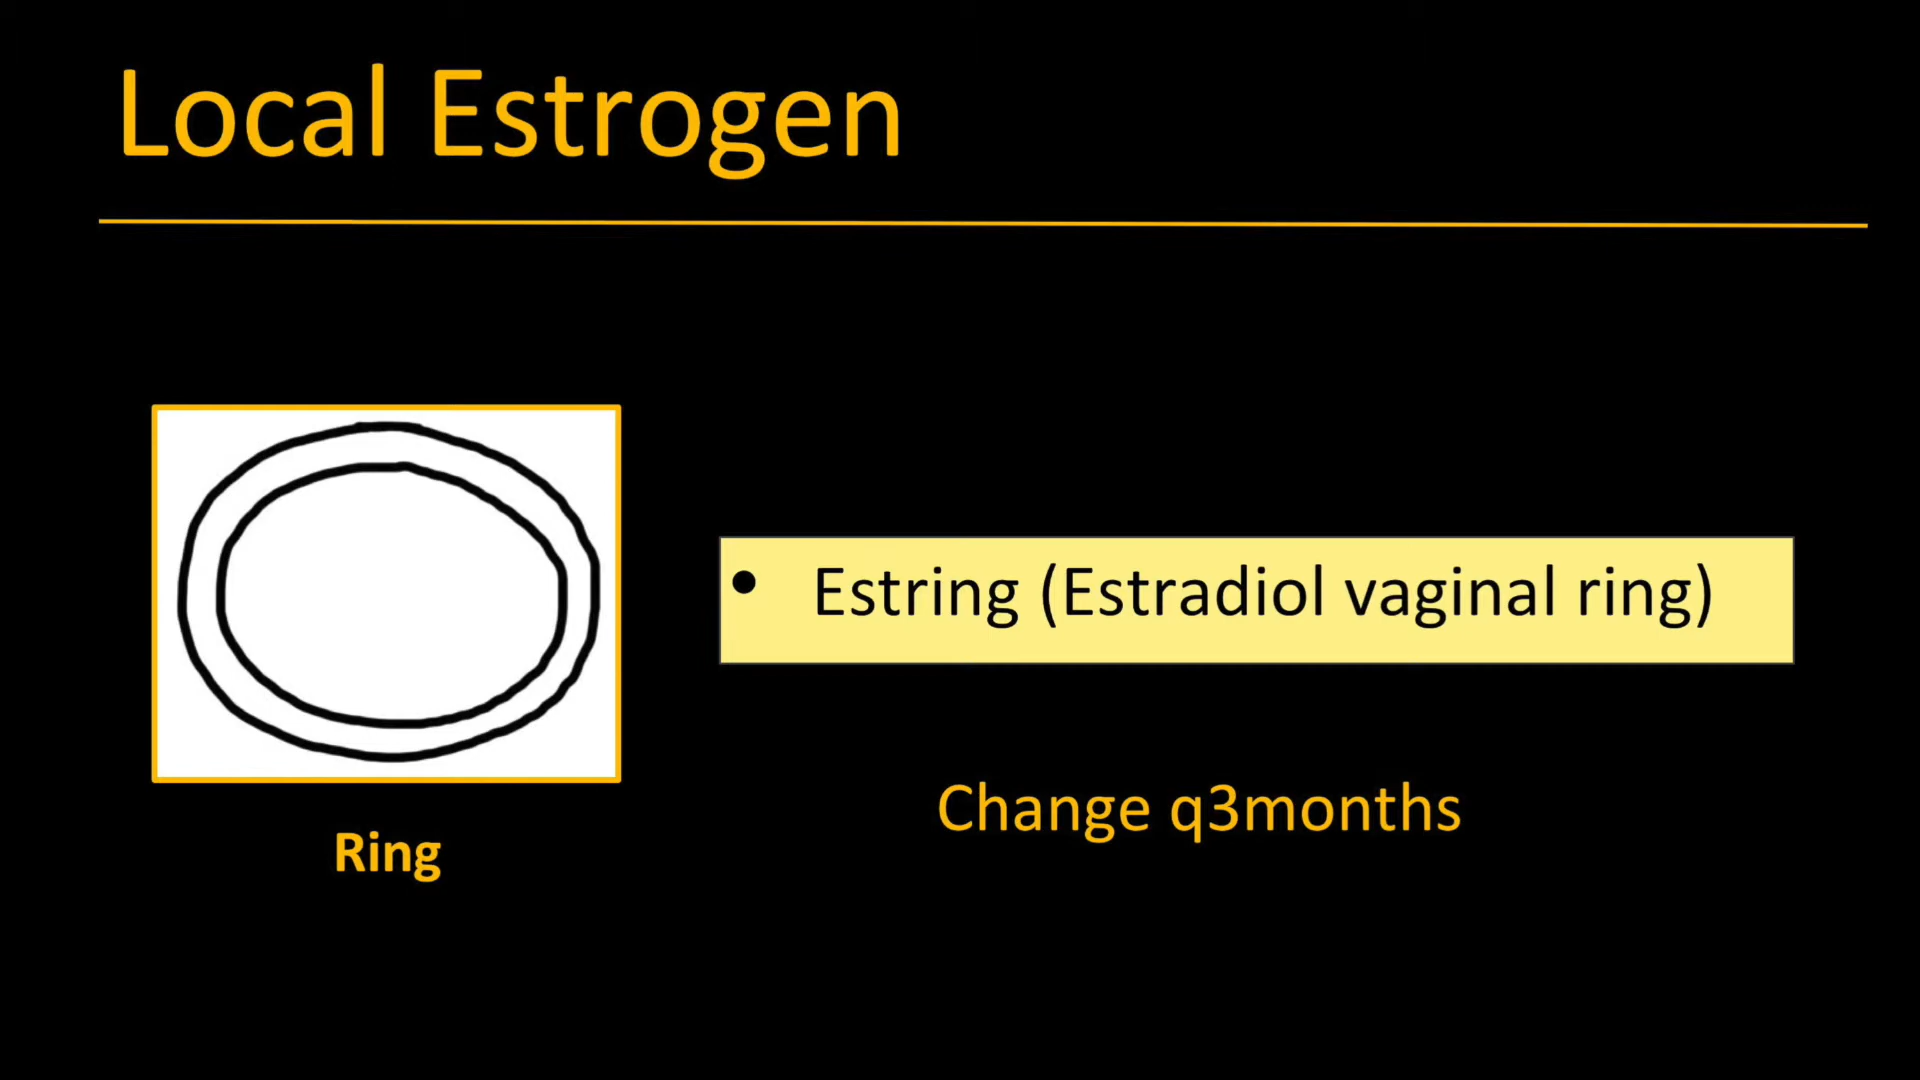 Local Estrogen
• Estring (Estradiol vaginal ring)
Change q3months
Ring